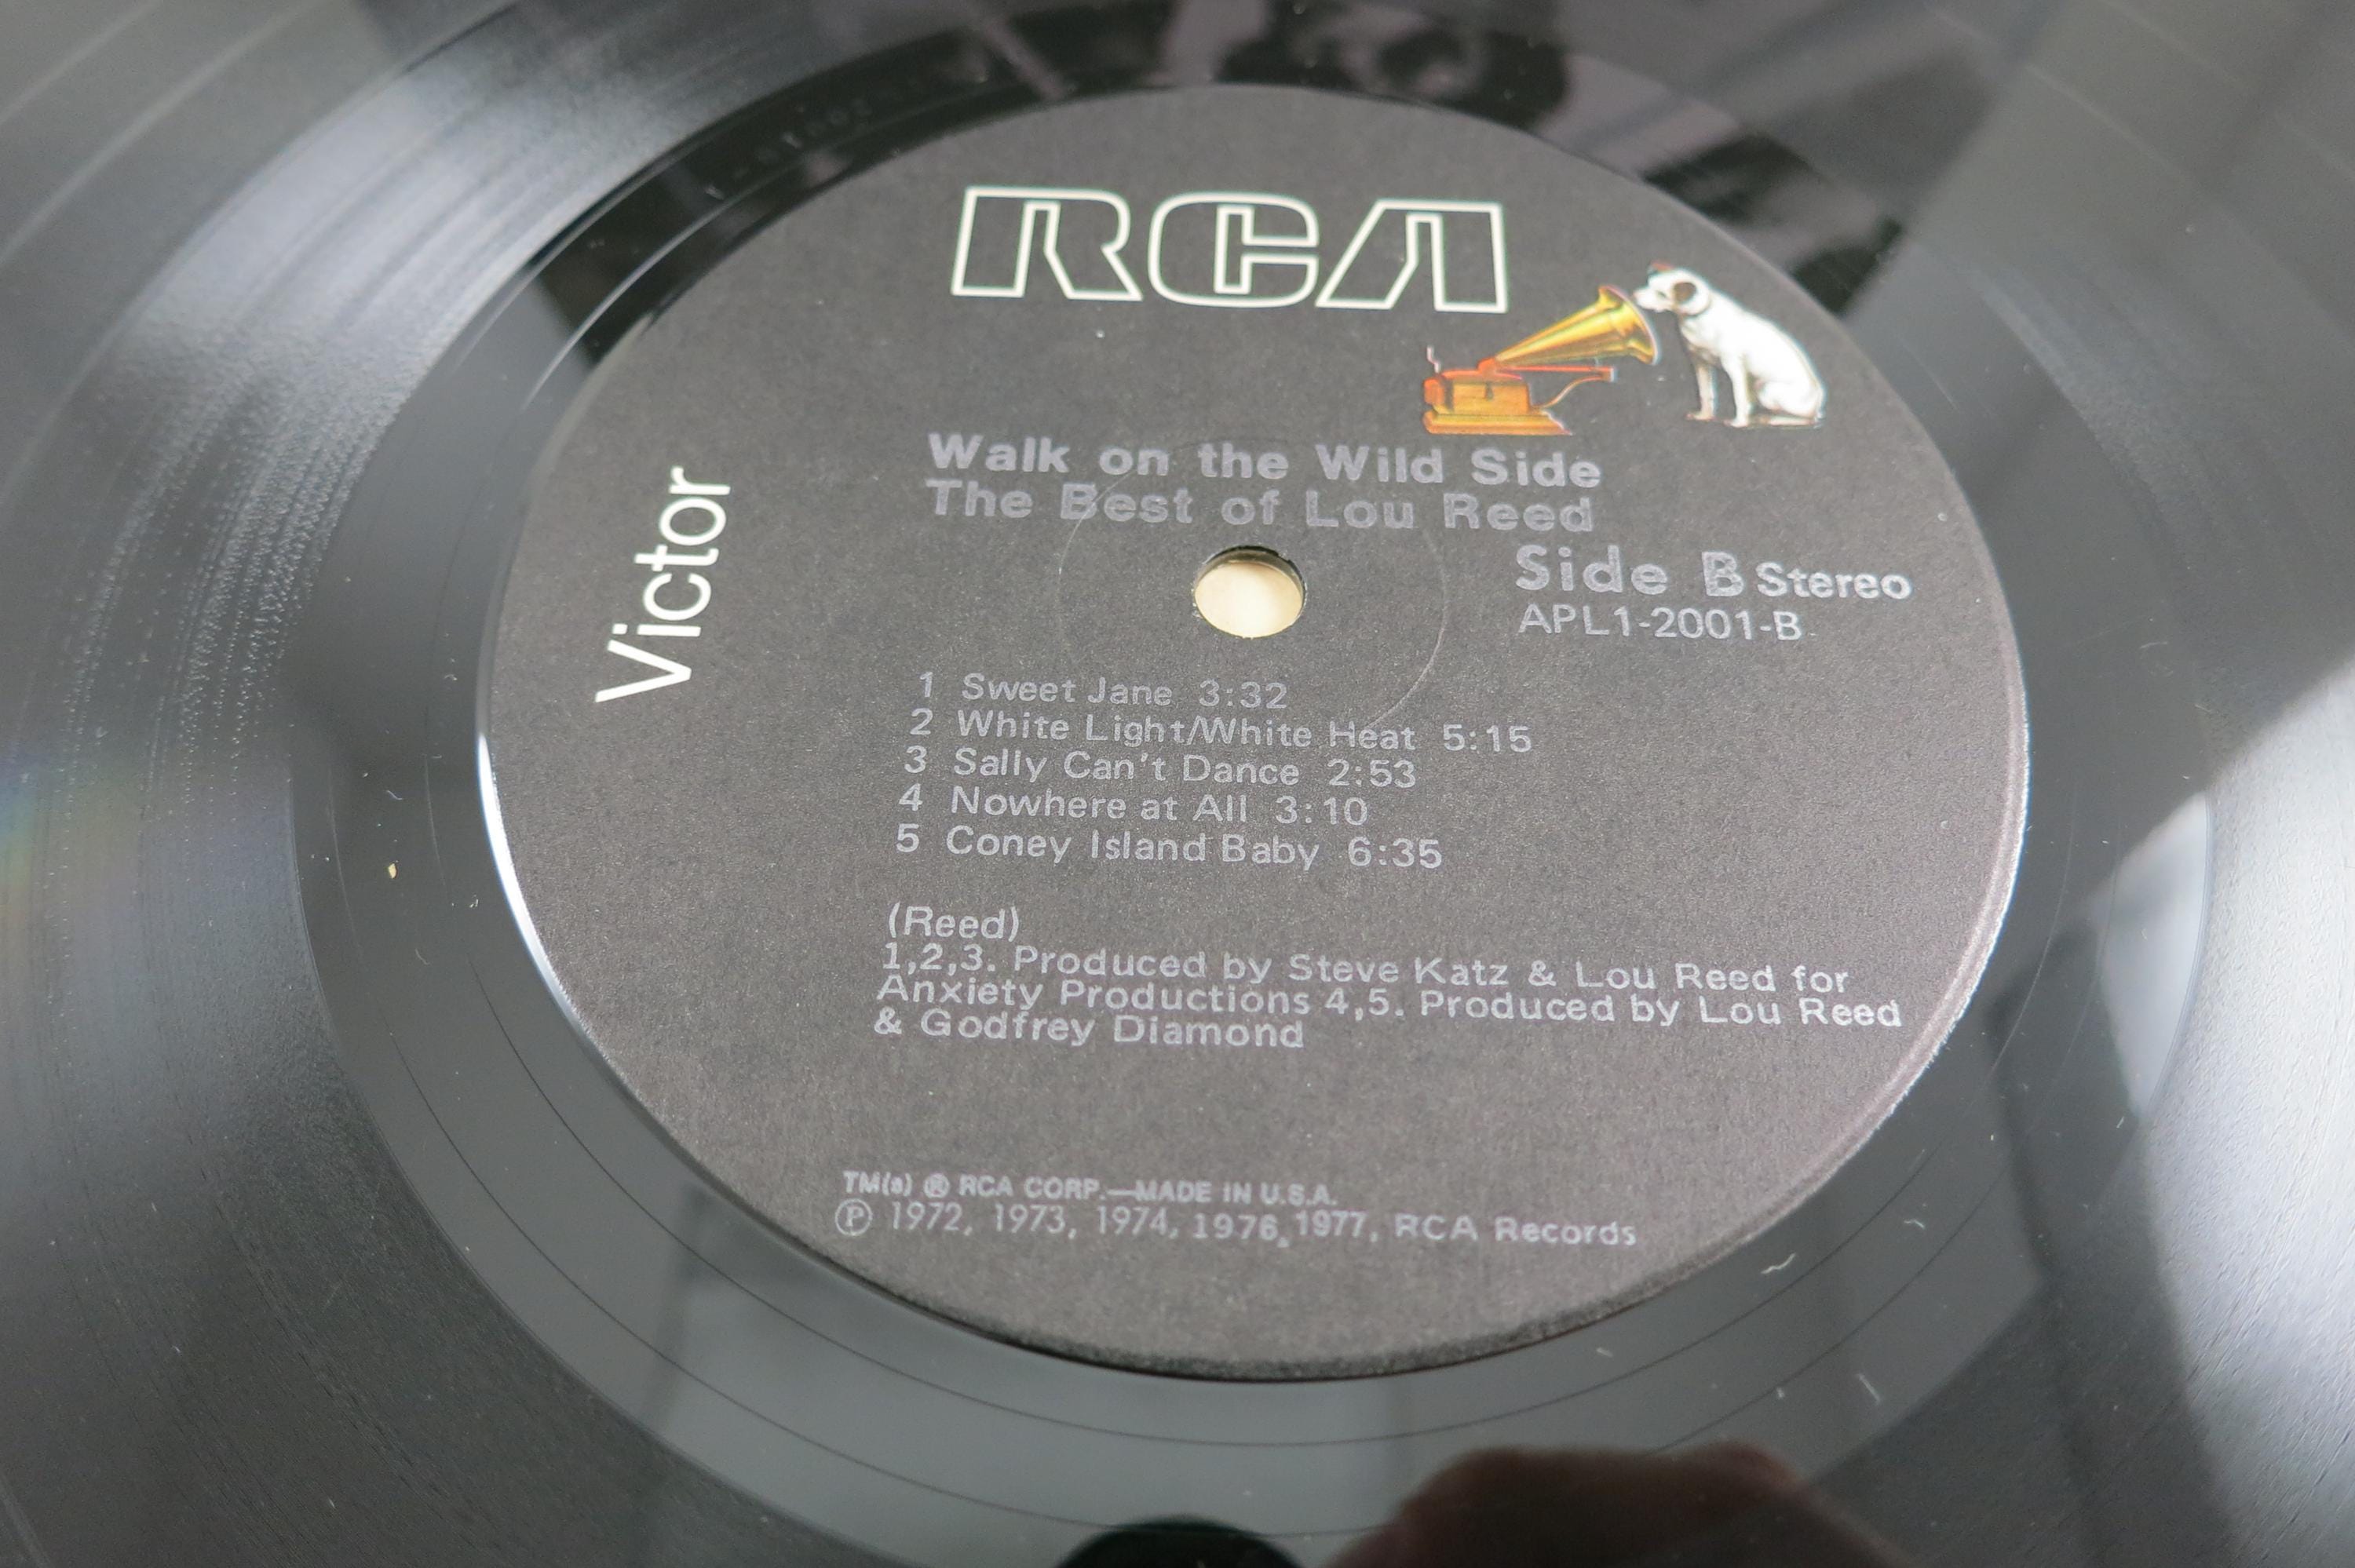 RCA
Victor
Walk on the Wild Side
The Best of Lou Reed
Side B Stereo
APL1-2001-B
1 Sweet Jane 3:32
2 White Light/White Heat 5:15
3 Sally Can't Dance 2:53
4 Nowhere at All 3:10
5 Coney Island Baby 6:35
(Reed)
1,2,3. Produced by Steve Katz & Lou Reed for
Anxiety Productions 4,5. Produced by Lou Reed
& Godfrey Diamond
TM(s) ® RCA CORP.—MADE IN U.S.A.
℗ 1972, 1973, 1974, 1976, 1977, RCA Records